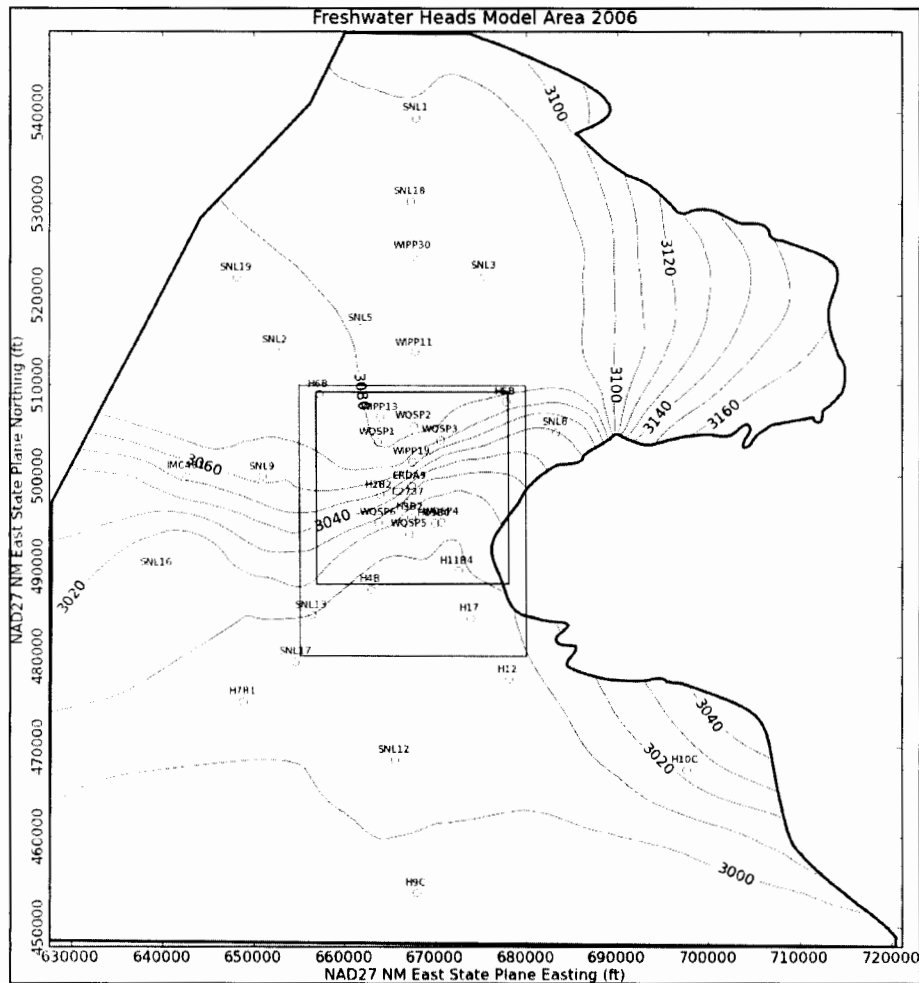 Freshwater Heads Model Area 2006
3100
SNL1
SNL18
WIPP30
SNL19
SNL3
3120
SNL5
SNL2
WIPP11
H6B
3080
3100
WIPP13
WQSP2
3140
3160
WQSP1
WQSP3
WIPP19
3060
SNL9
ERDA9
H2B2
C2737
3040
WQSP6
WQSP5
SNL16
H11B4
3020
H4B
SNL13
H17
SNL17
H12
H7B1
3040
SNL12
3020
H10C
3000
H9C
540000
530000
520000
510000
500000
490000
480000
470000
460000
450000
NAD27 NM East State Plane Northing (ft)
630000 640000 650000 660000 670000 680000 690000 700000 710000 720000
NAD27 NM East State Plane Easting (ft)